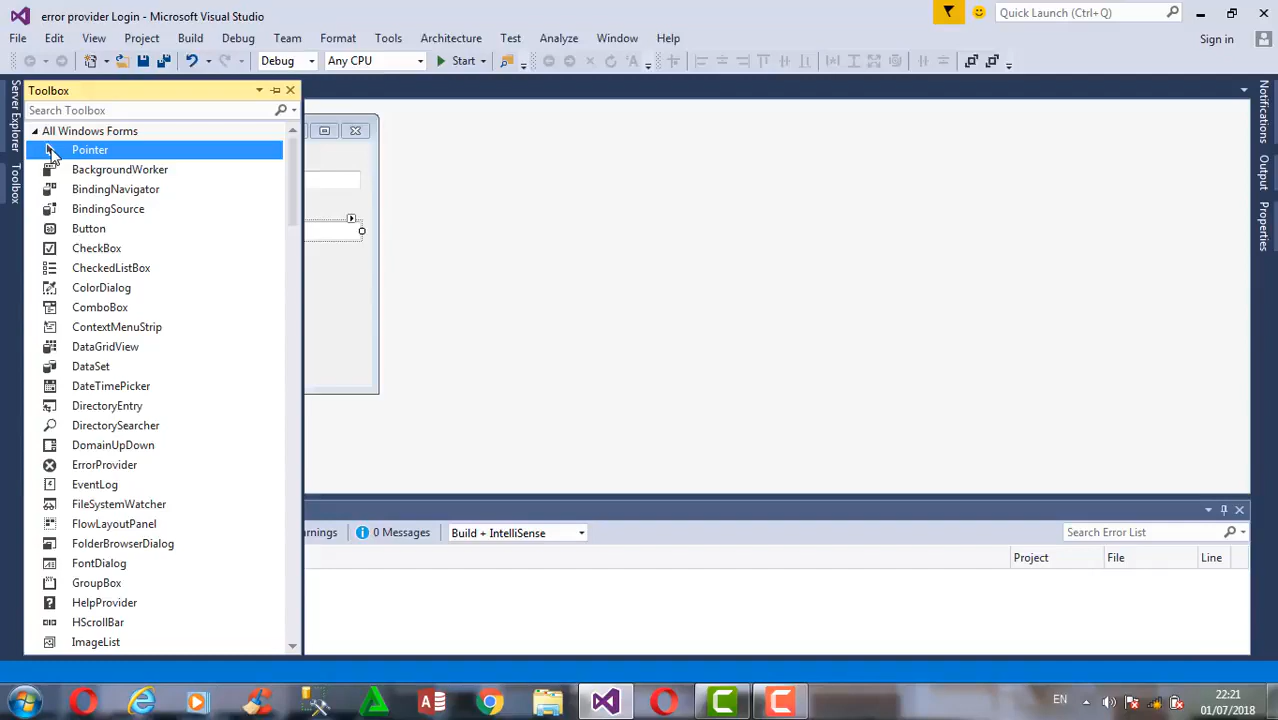 error provider Login - Microsoft Visual Studio
Quick Launch (Ctrl+Q)
File Edit View Project Build Debug Team Format Tools Architecture Test Analyze Window Help
Sign in
Debug Any CPU Start
Server Explorer
Toolbox
Toolbox
Search Toolbox
All Windows Forms
Pointer
BackgroundWorker
BindingNavigator
BindingSource
Button
CheckBox
CheckedListBox
ColorDialog
ComboBox
ContextMenuStrip
DataGridView
DataSet
DateTimePicker
DirectoryEntry
DirectorySearcher
DomainUpDown
ErrorProvider
EventLog
FileSystemWatcher
FlowLayoutPanel
FolderBrowserDialog
FontDialog
GroupBox
HelpProvider
HScrollBar
ImageList
Notifications
Output
Properties
rnings 0 Messages Build + IntelliSense Search Error List
Project File Line
EN
22:21
01/07/2018